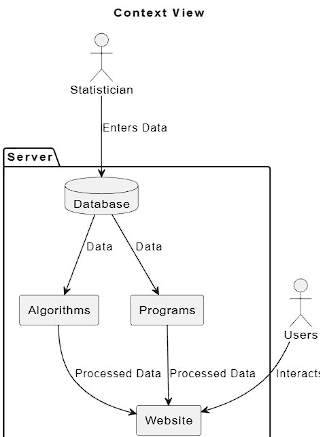 Context View
Statistician
Enters Data
Server
Database
Data
Data
Algorithms
Programs
Users
Processed Data
Processed Data
Interacts
Website